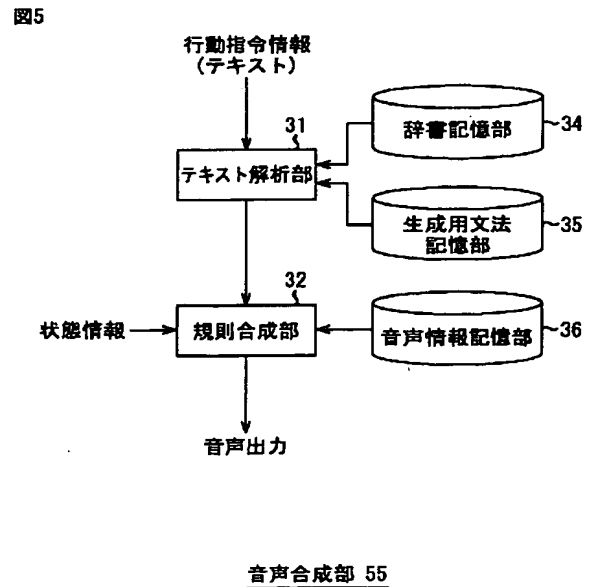 図5
行動指令情報
(テキスト)
31
テキスト解析部
辞書記憶部
34
生成用文法
記憶部
35
32
状態情報
規則合成部
音声情報記憶部
36
音声出力
音声合成部 55